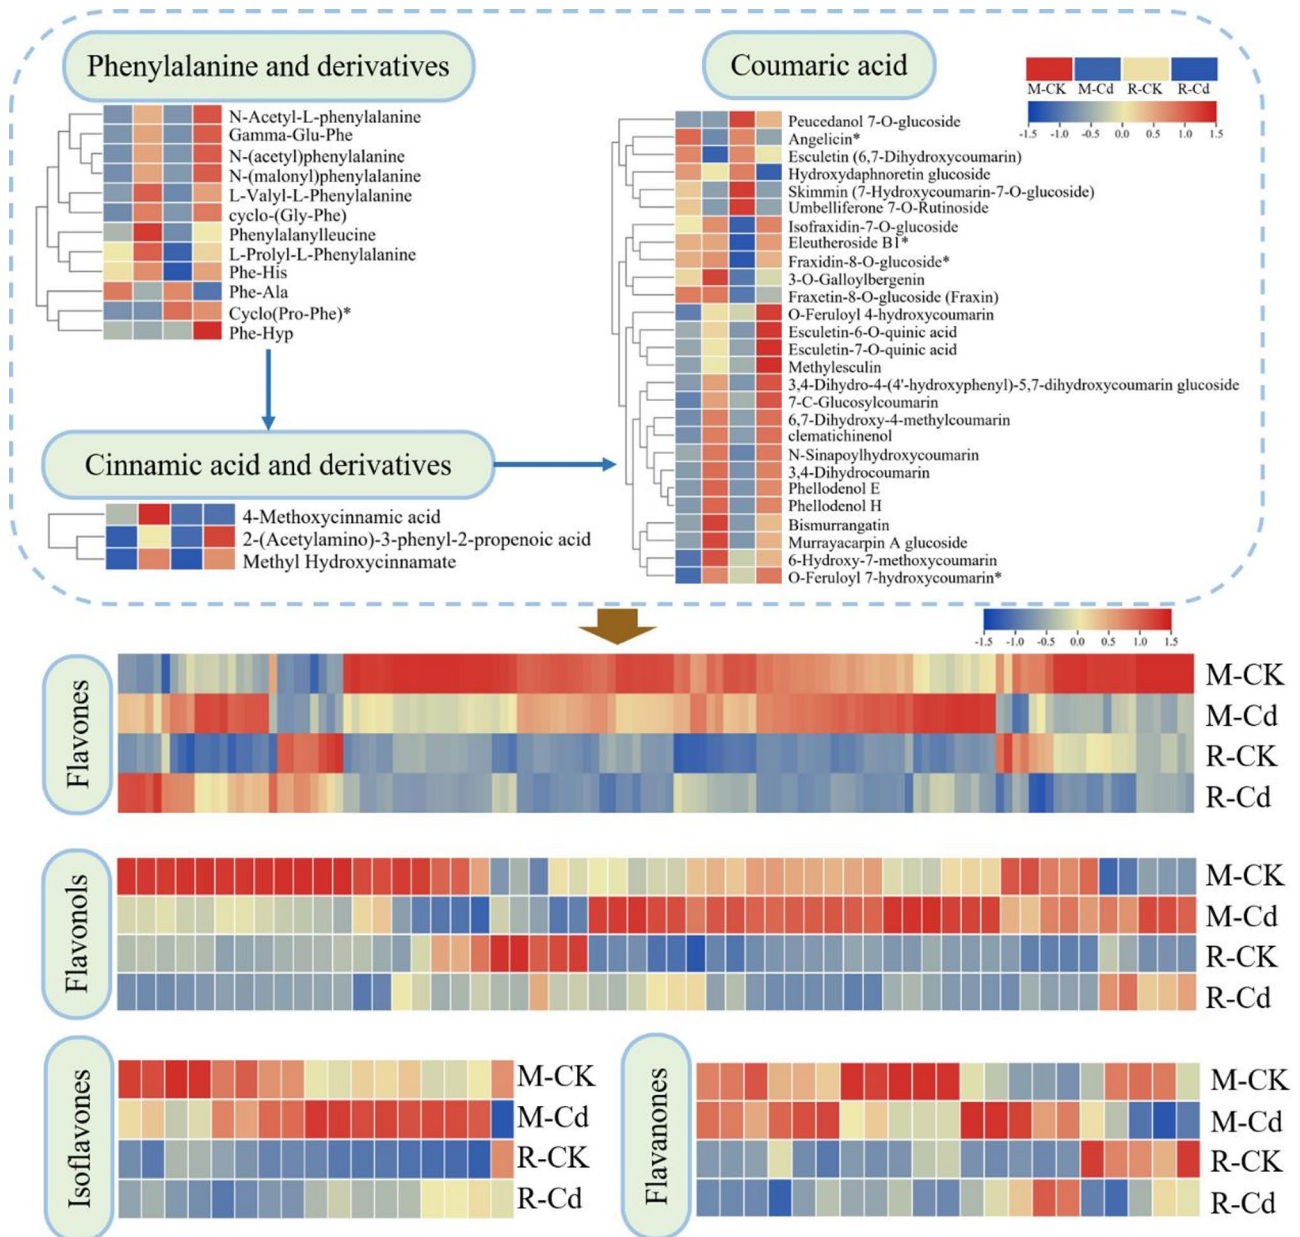 Phenylalanine and derivatives
N-Acetyl-L-phenylalanine
Gamma-Glu-Phe
N-(acetyl)phenylalanine
N-(malonyl)phenylalanine
L-Valyl-L-Phenylalanine
cyclo-(Gly-Phe)
Phenylalanylleucine
L-Prolyl-L-Phenylalanine
Phe-His
Phe-Ala
Cyclo(Pro-Phe)*
Phe-Hyp
Cinnamic acid and derivatives
4-Methoxycinnamic acid
2-(Acetylamino)-3-phenyl-2-propenoic acid
Methyl Hydroxycinnamate
Coumaric acid
M-CK M-Cd R-CK R-Cd
-1.5 -1.0 -0.5 0.0 0.5 1.0 1.5
Peucedanol 7-O-glucoside
Angelicin*
Esculetin (6,7-Dihydroxycoumarin)
Hydroxydaphnoretin glucoside
Skimmin (7-Hydroxycoumarin-7-O-glucoside)
Umbelliferone 7-O-Rutinoside
Isofraxidin-7-O-glucoside
Eleutheroside B1*
Fraxidin-8-O-glucoside*
3-O-Galloylbergenin
Fraxetin-8-O-glucoside (Fraxin)
O-Feruloyl 4-hydroxycoumarin
Esculetin-6-O-quinic acid
Esculetin-7-O-quinic acid
Methylesculin
3,4-Dihydro-4-(4'-hydroxyphenyl)-5,7-dihydroxycoumarin glucoside
7-C-Glucosylcoumarin
6,7-Dihydroxy-4-methylcoumarin
clematichinenol
N-Sinapoylhydroxycoumarin
3,4-Dihydrocoumarin
Phellodenol E
Phellodenol H
Bismurrangatin
Murrayacarpin A glucoside
6-Hydroxy-7-methoxycoumarin
O-Feruloyl 7-hydroxycoumarin*
-1.5 -1.0 -0.5 0.0 0.5 1.0 1.5
Flavones
M-CK
M-Cd
R-CK
R-Cd
Flavonols
M-CK
M-Cd
R-CK
R-Cd
Isoflavones
M-CK
M-Cd
R-CK
R-Cd
Flavanones
M-CK
M-Cd
R-CK
R-Cd